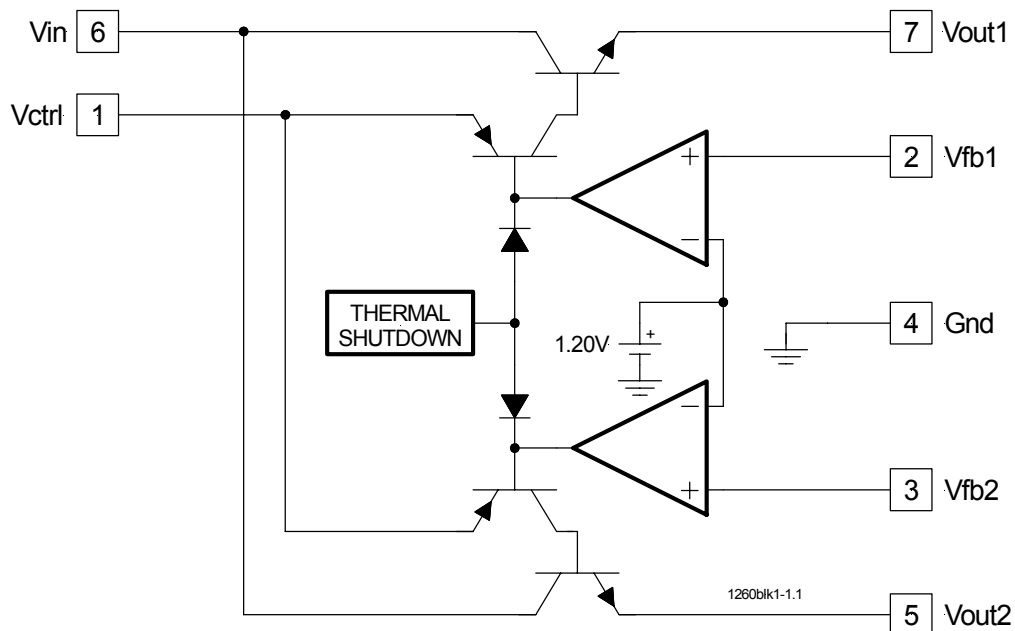 Vin 6
7 Vout1
Vctrl 1
+
2 Vfb1
−
THERMAL
SHUTDOWN
1.20V +
4 Gnd
−
+
3 Vfb2
1260blk1-1.1
5 Vout2